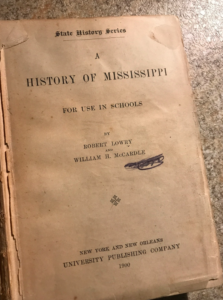 State History Series
A
HISTORY OF MISSISSIPPI
FOR USE IN SCHOOLS
BY
ROBERT LOWRY
AND
WILLIAM H. McCARDLE
NEW YORK AND NEW ORLEANS
UNIVERSITY PUBLISHING COMPANY